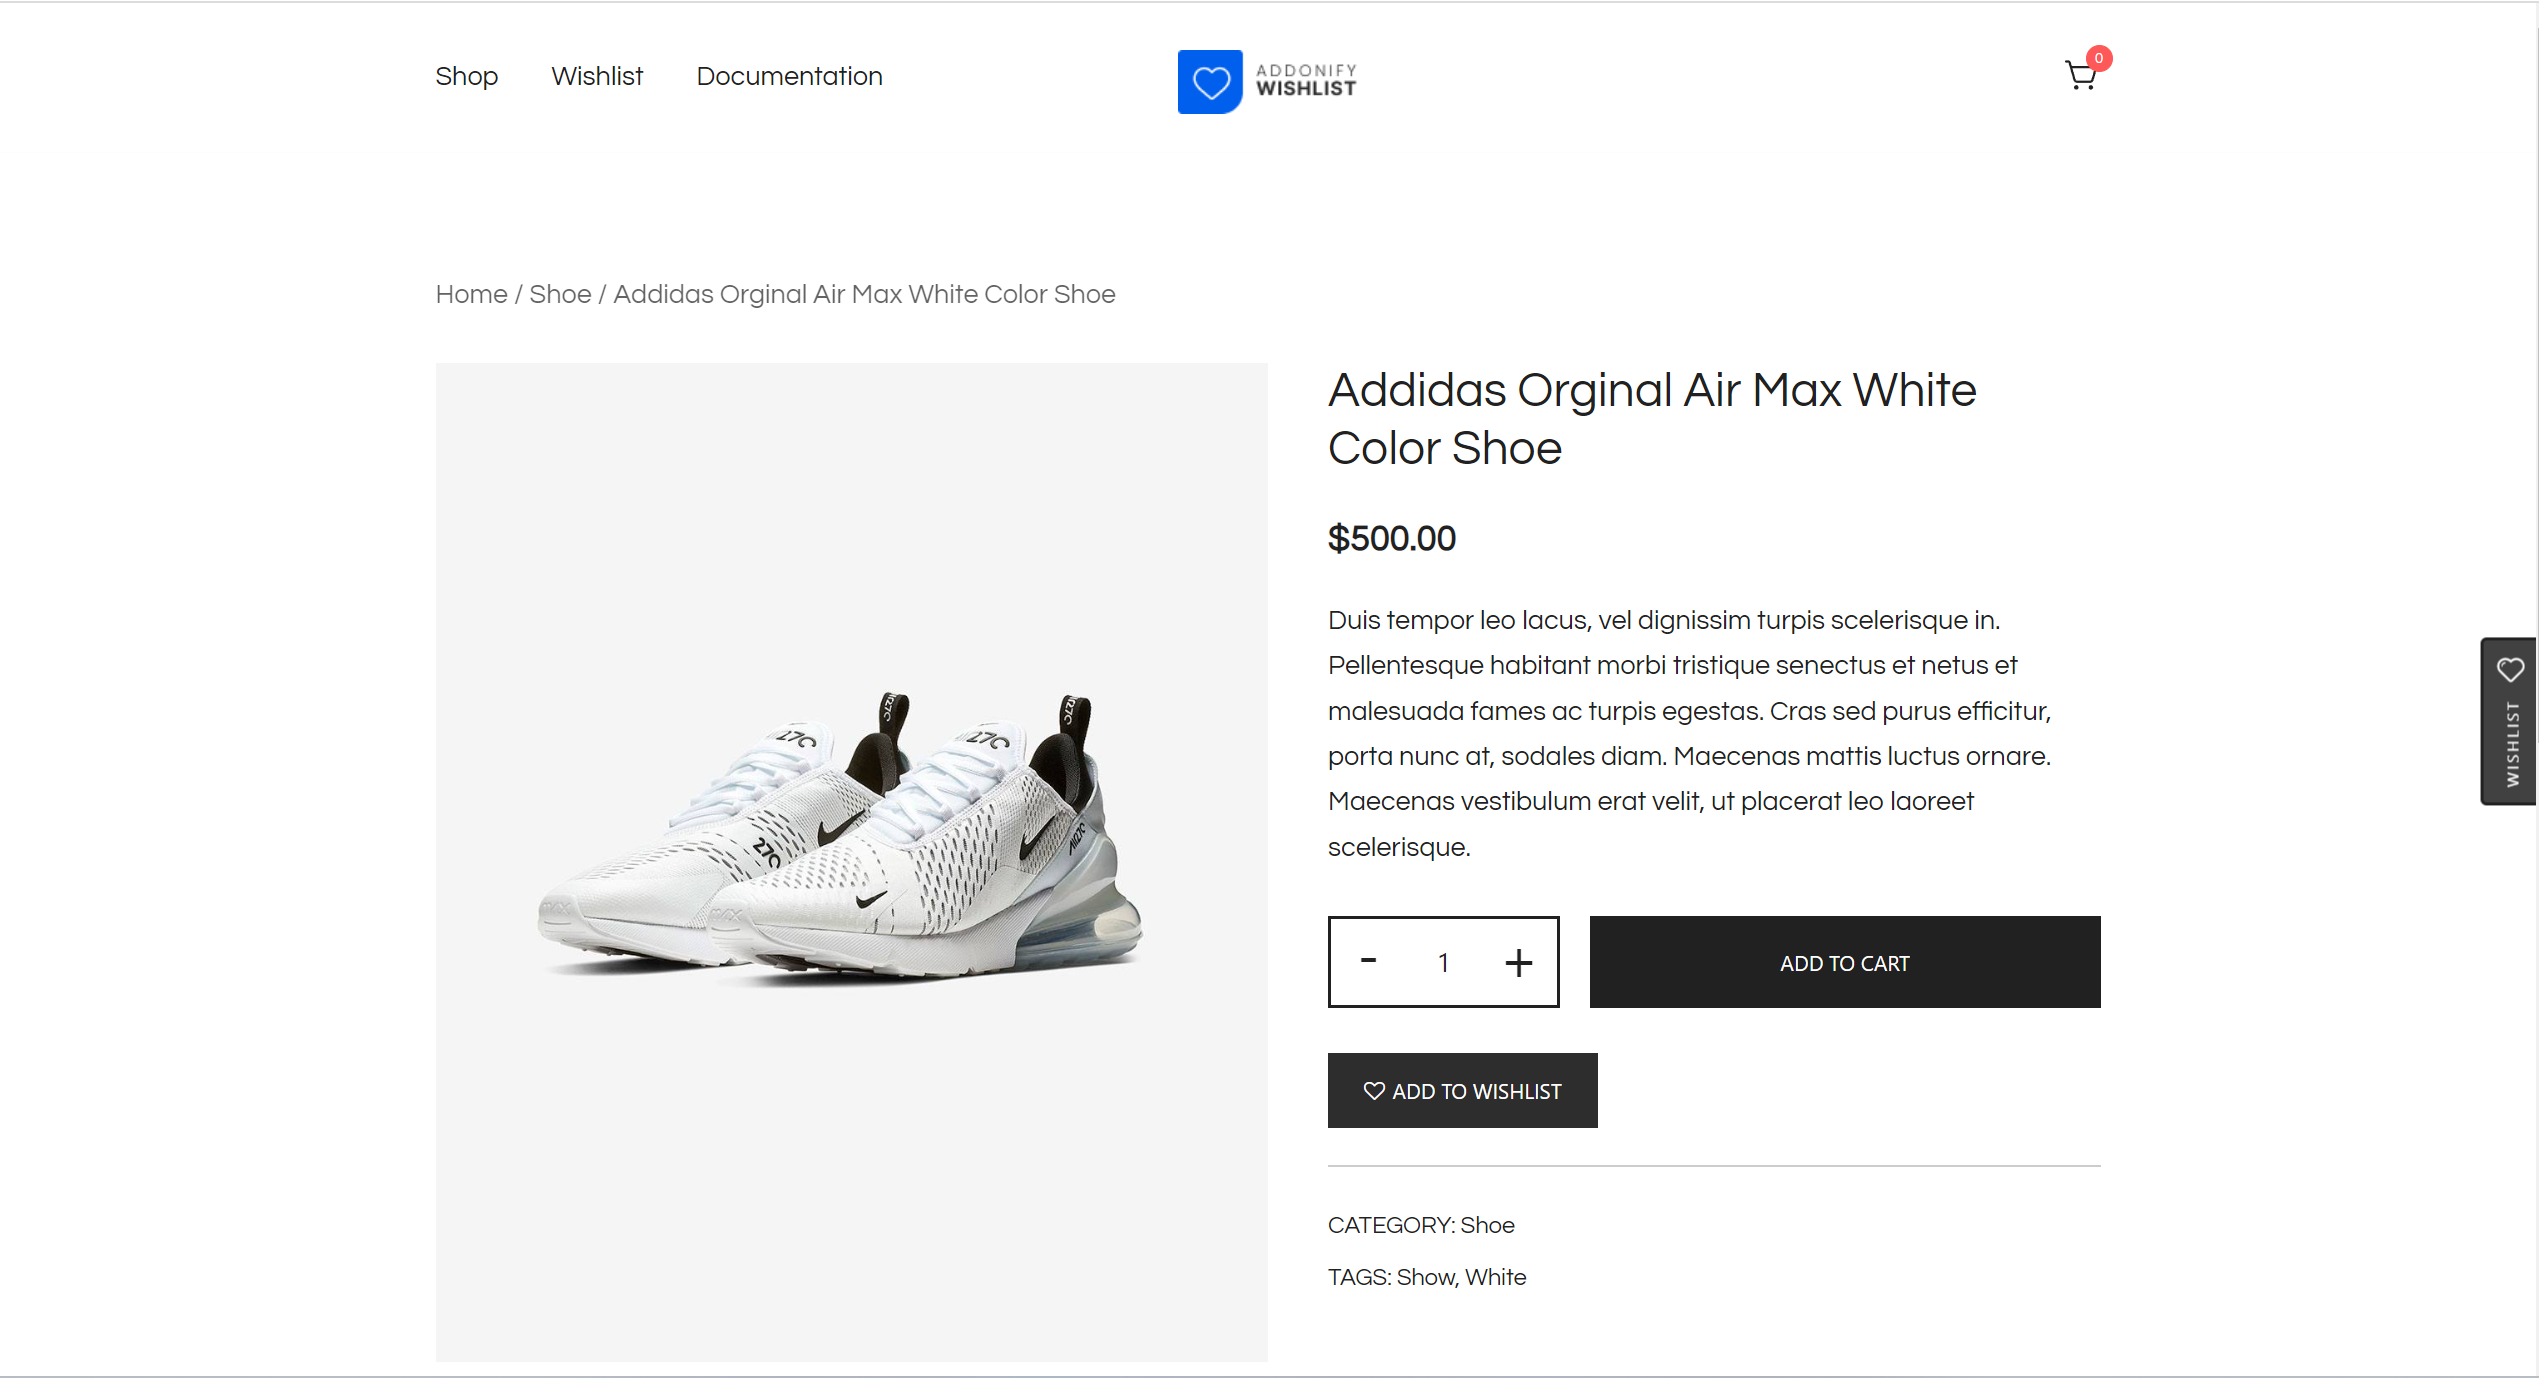 Shop Wishlist Documentation
ADDONIFY
WISHLIST
0
Home / Shoe / Addidas Orginal Air Max White Color Shoe
Addidas Orginal Air Max White
Color Shoe
$500.00
Duis tempor leo lacus, vel dignissim turpis scelerisque in.
Pellentesque habitant morbi tristique senectus et netus et
malesuada fames ac turpis egestas. Cras sed purus efficitur,
porta nunc at, sodales diam. Maecenas mattis luctus ornare.
Maecenas vestibulum erat velit, ut placerat leo laoreet
scelerisque.
- 1 +
ADD TO CART
ADD TO WISHLIST
CATEGORY: Shoe
TAGS: Show, White
WISHLIST
27C
27C
27C